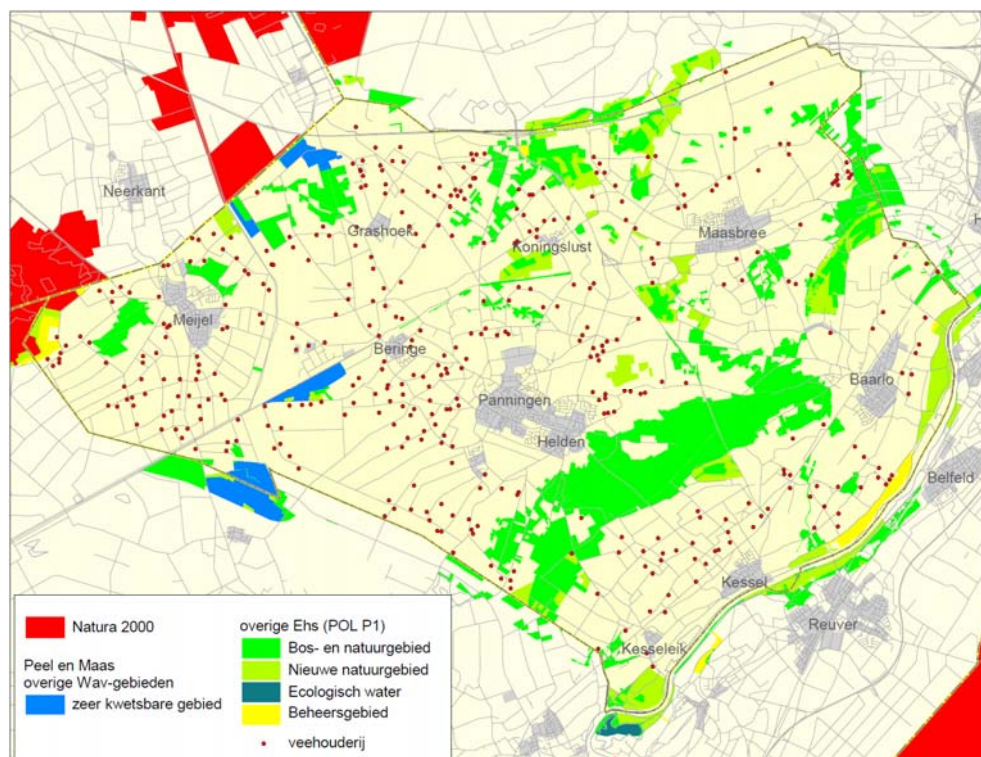 Neerkant
Grashoek
Koningslust
Maasbree
H
Meijel
Beringe
Baarlo
Panningen
Helden
Belfeld
Kessel
Reuver
Kesseleik
Natura 2000
Peel en Maas
overige Wav-gebieden
zeer kwetsbare gebied
overige Ehs (POL P1)
Bos- en natuurgebied
Nieuwe natuurgebied
Ecologisch water
Beheersgebied
veehouderij